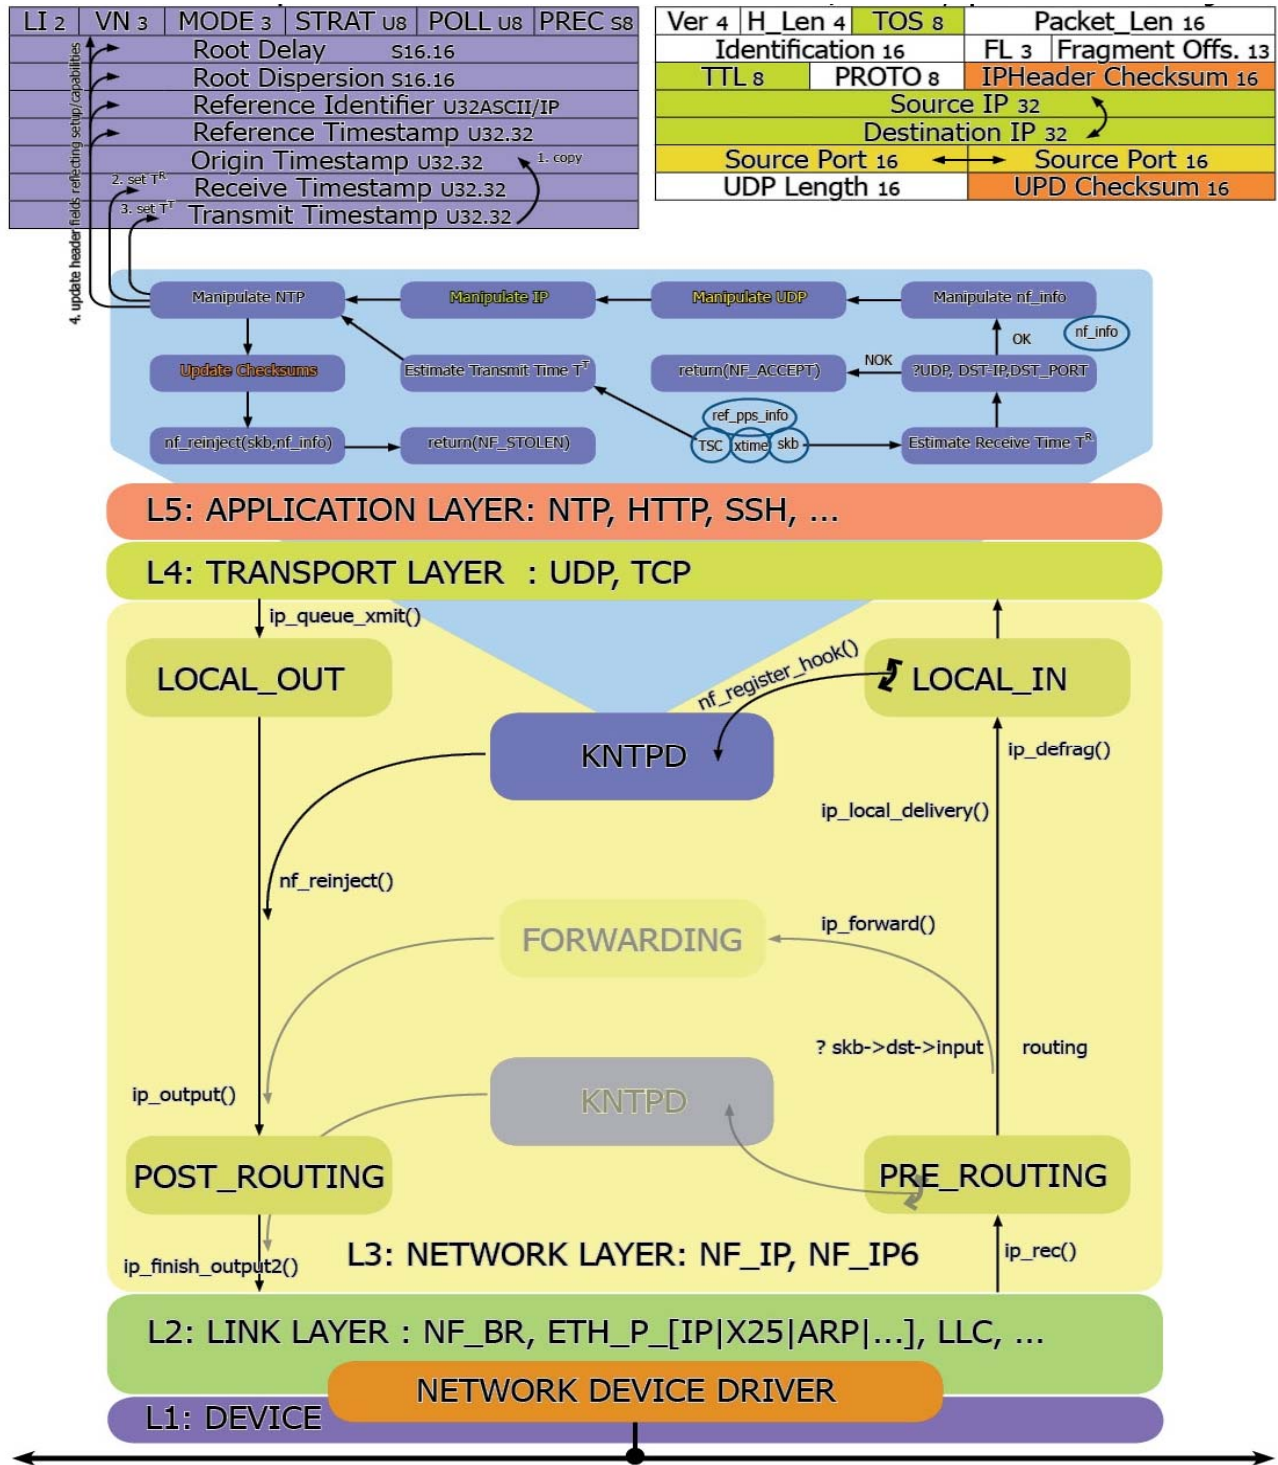 LI 2 VN 3 MODE 3 STRAT U8 POLL U8 PREC S8
Root Delay S16.16
Root Dispersion S16.16
Reference Identifier U32ASCII/IP
Reference Timestamp U32.32
Origin Timestamp U32.32
1. copy
2. set T^R
Receive Timestamp U32.32
3. set T^T
Transmit Timestamp U32.32
4. update header fields reflecting setup/capabilities
Ver 4 H_Len 4 TOS 8 Packet_Len 16
Identification 16 FL 3 Fragment Offs. 13
TTL 8 PROTO 8 IPHeader Checksum 16
Source IP 32
Destination IP 32
Source Port 16 Source Port 16
UDP Length 16 UPD Checksum 16
Manipulate NTP Manipulate IP Manipulate UDP Manipulate nf_info
nf_info
OK
Update Checksums Estimate Transmit Time T^T return(NF_ACCEPT) NOK ?UDP, DST-IP,DST_PORT
ref_pps_info
nf_reinject(skb,nf_info) return(NF_STOLEN) TSC xtime skb Estimate Receive Time T^R
L5: APPLICATION LAYER: NTP, HTTP, SSH, ...
L4: TRANSPORT LAYER : UDP, TCP
ip_queue_xmit()
nf_register_hook()
LOCAL_OUT LOCAL_IN
KNTPD
ip_defrag()
ip_local_delivery()
nf_reinject()
ip_forward()
FORWARDING
? skb->dst->input routing
ip_output()
KNTPD
POST_ROUTING PRE_ROUTING
L3: NETWORK LAYER: NF_IP, NF_IP6
ip_rec()
ip_finish_output2()
L2: LINK LAYER : NF_BR, ETH_P_[IP|X25|ARP|...], LLC, ...
NETWORK DEVICE DRIVER
L1: DEVICE